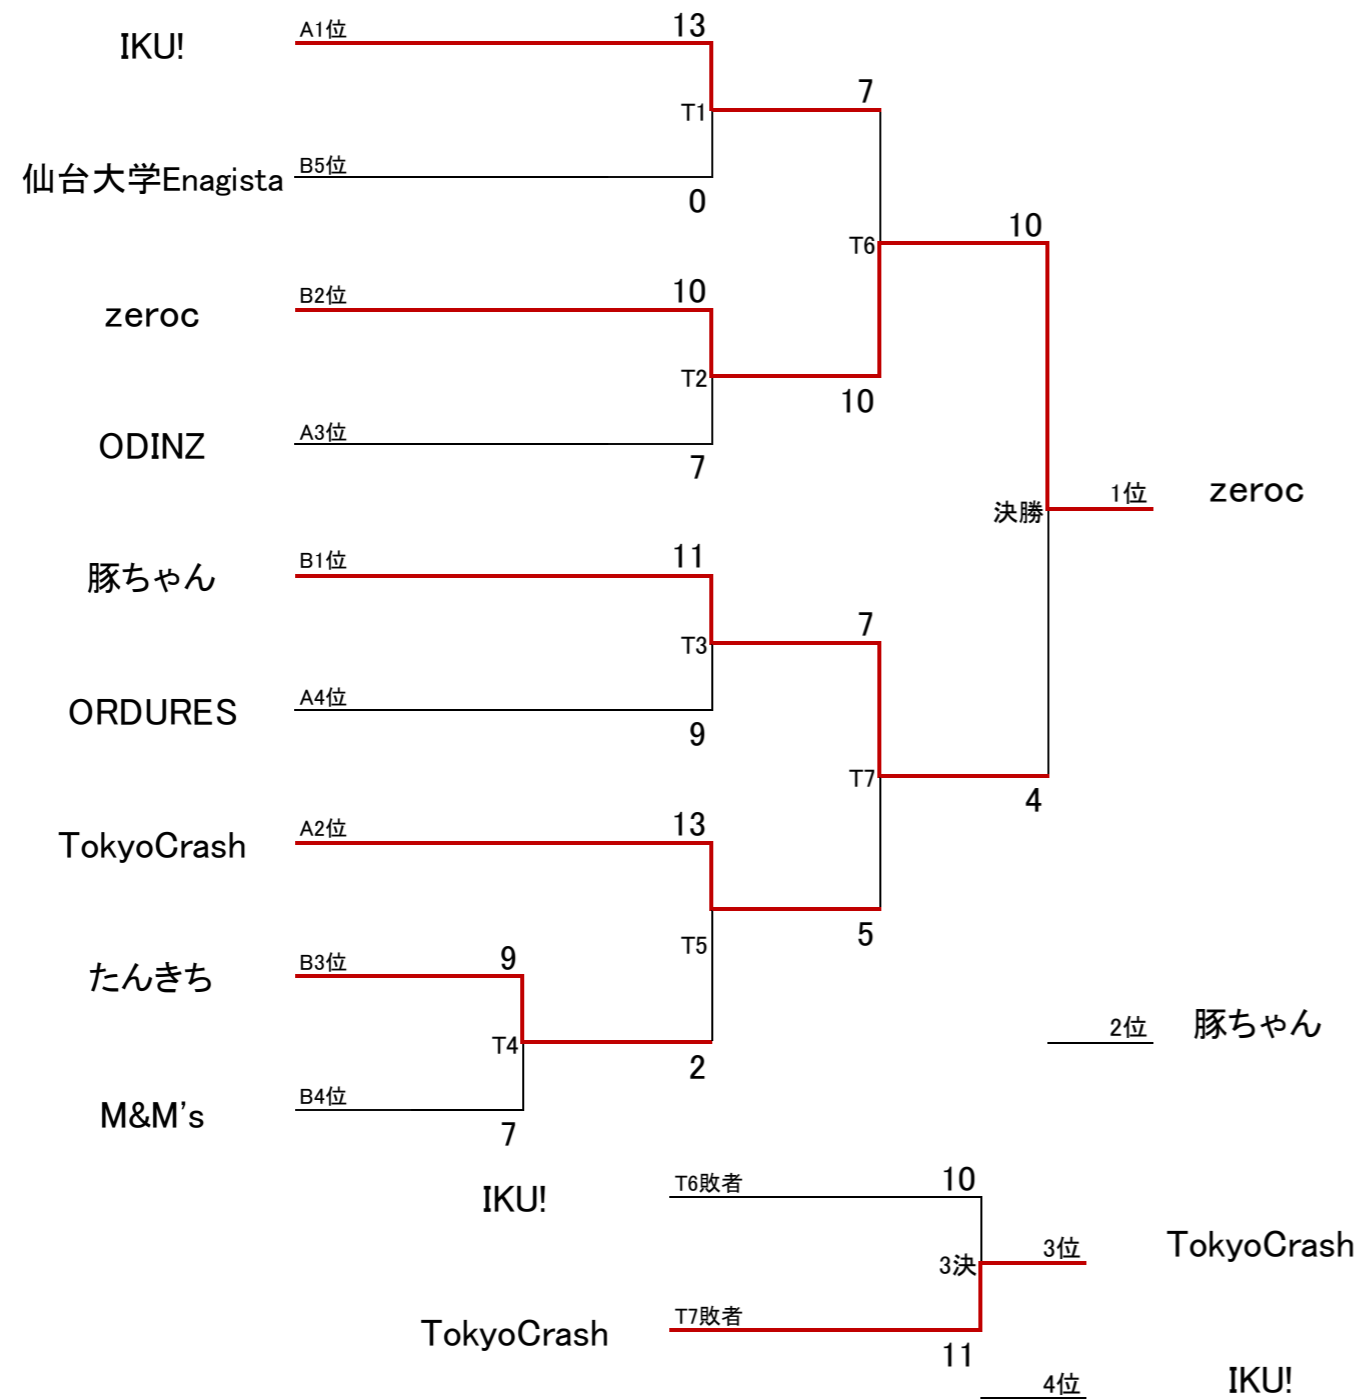 IKU! A1位 13
T1 7
仙台大学Enagista B5位 0
T6 10
zeroc B2位 10
T2 10
ODINZ A3位 7
決勝 1位 zeroc
豚ちゃん B1位 11
T3 7
ORDURES A4位 9
T7 4
TokyoCrash A2位 13
T5 5
たんきち B3位 9
T4 2
2位 豚ちゃん
M&M's B4位 7
IKU! T6敗者 10
3決 3位 TokyoCrash
TokyoCrash T7敗者 11
4位 IKU!